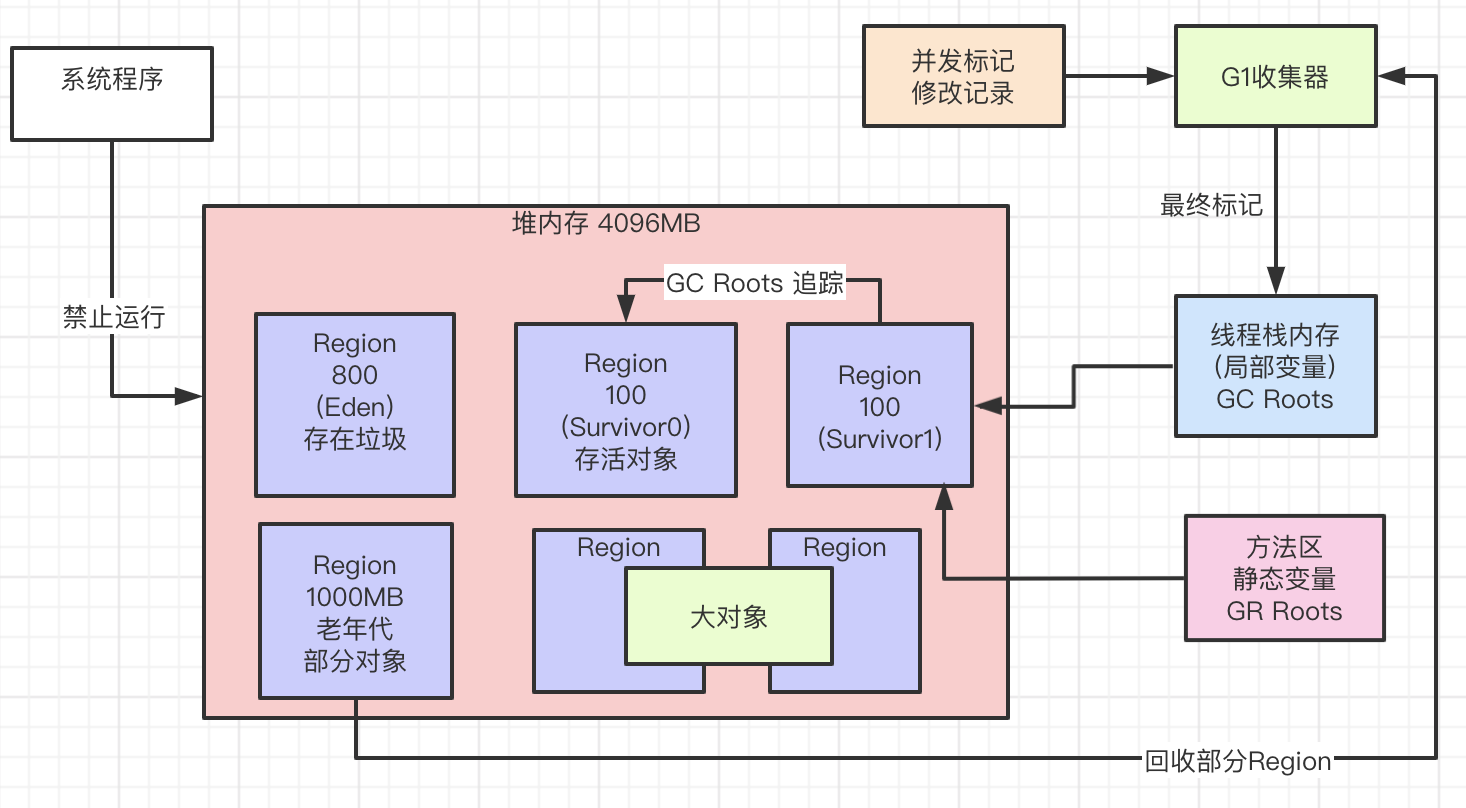 系统程序
并发标记
修改记录
G1收集器
最终标记
堆内存 4096MB
GC Roots 追踪
禁止运行
Region
800
(Eden)
存在垃圾
Region
100
(Survivor0)
存活对象
Region
100
(Survivor1)
线程栈内存
(局部变量)
GC Roots
Region
1000MB
老年代
部分对象
Region
Region
大对象
方法区
静态变量
GR Roots
回收部分Region